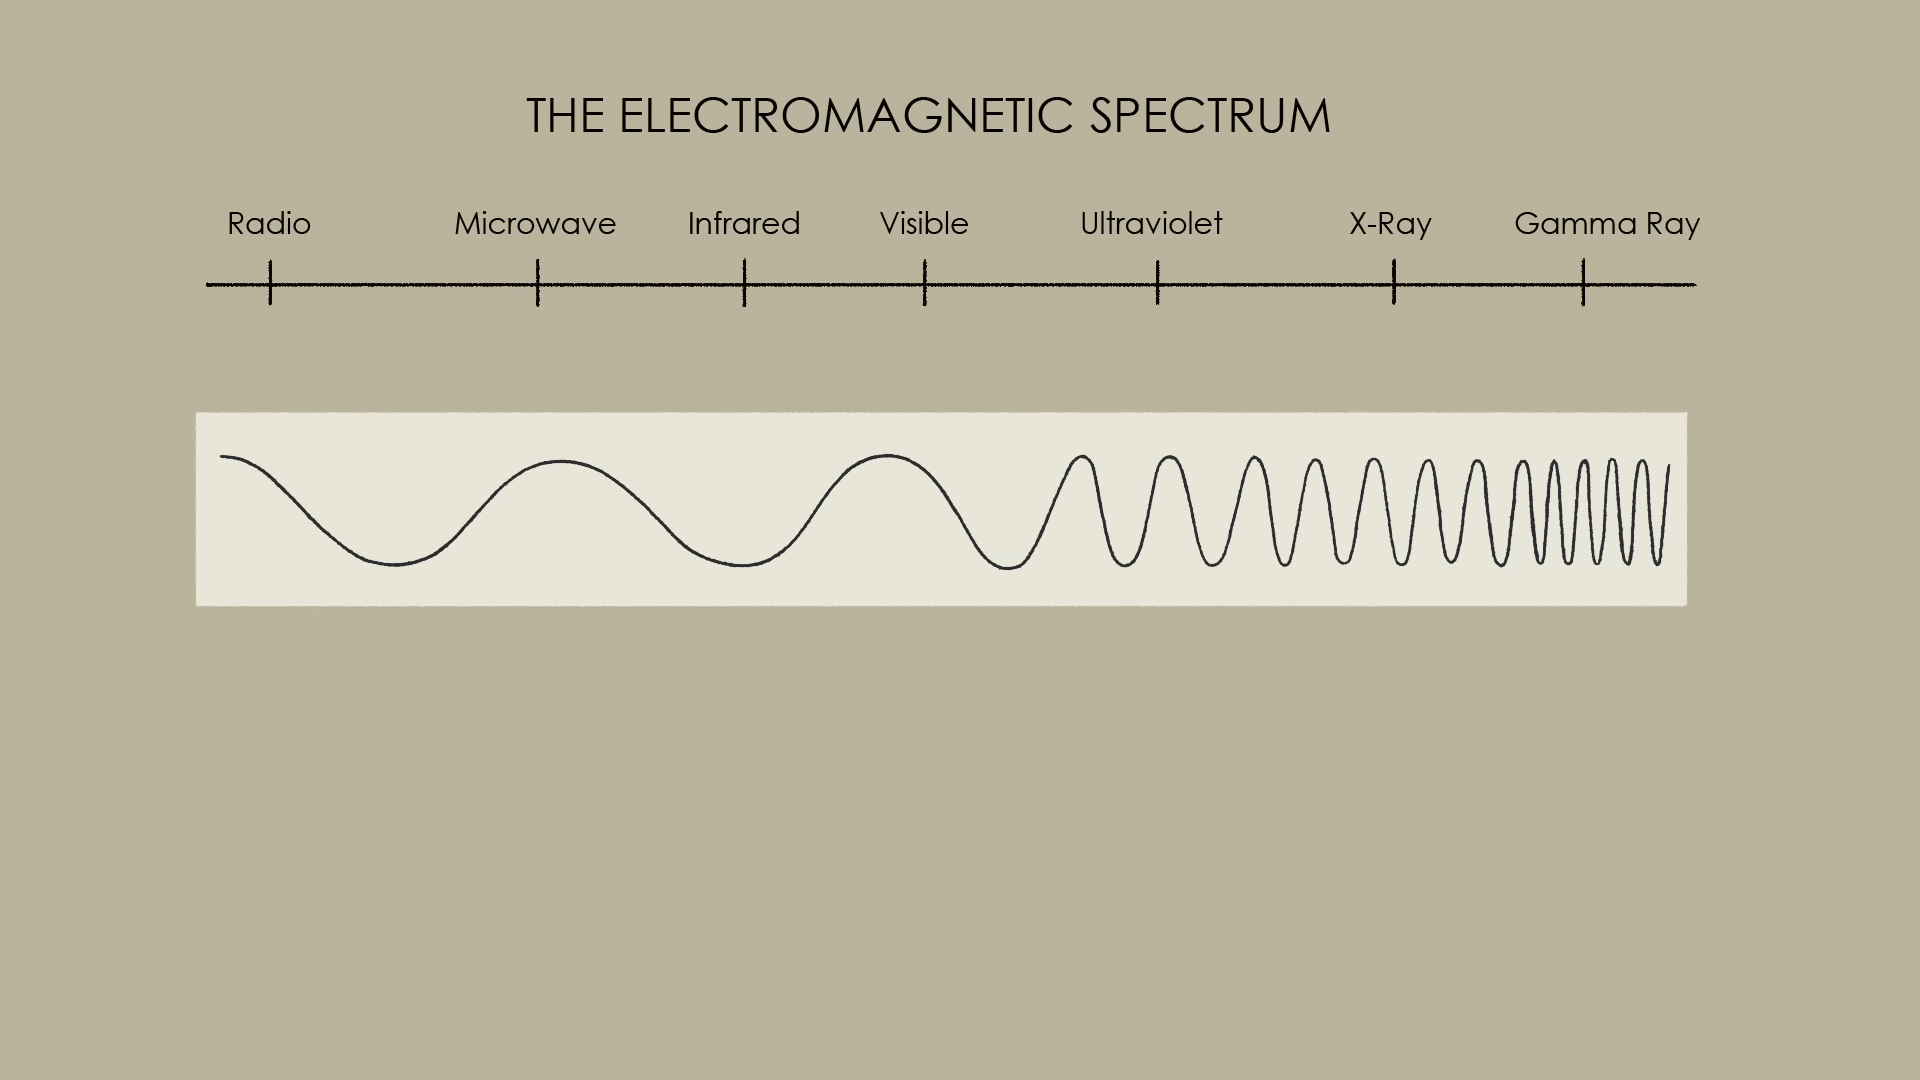 THE ELECTROMAGNETIC SPECTRUM
Radio Microwave Infrared Visible Ultraviolet X-Ray Gamma Ray